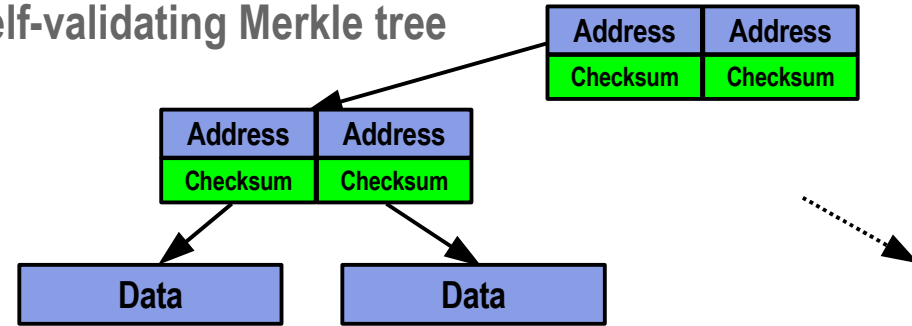 elf-validating Merkle tree
Address Address
Checksum Checksum
Address Address
Checksum Checksum
Data Data